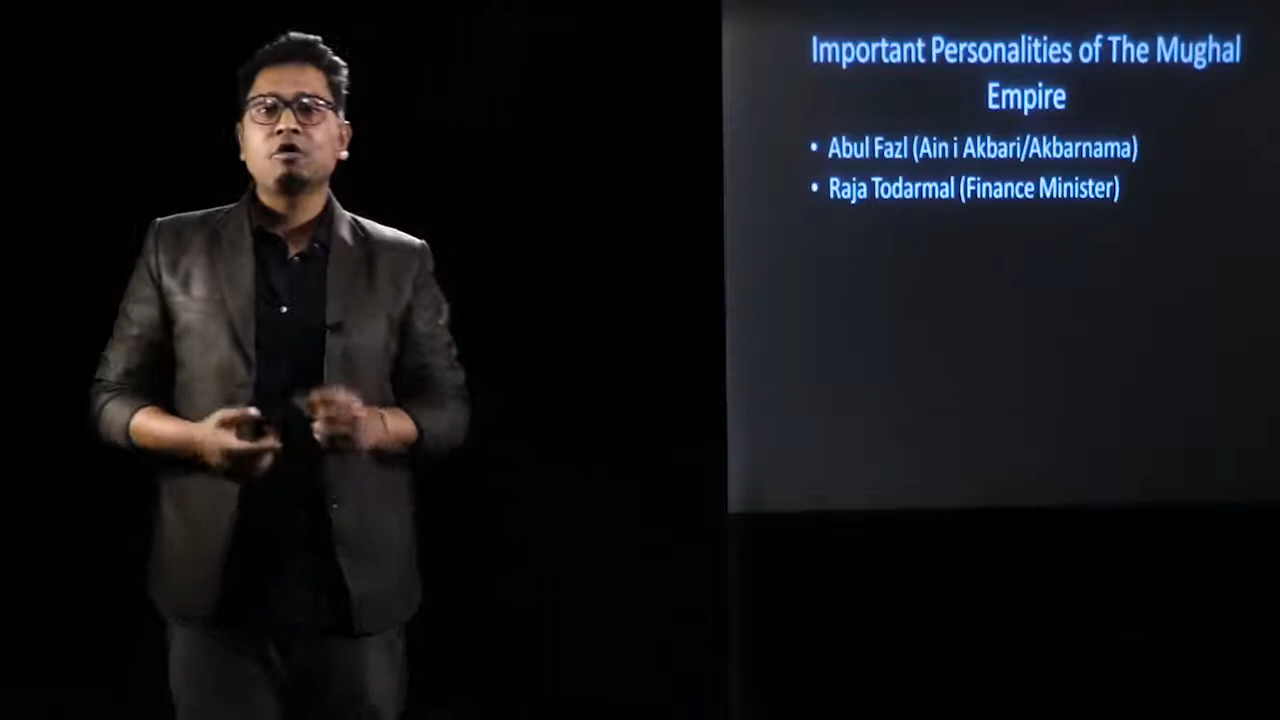 Important Personalities of The Mughal
Empire
• Abul Fazl (Ain i Akbari/Akbarnama)
• Raja Todarmal (Finance Minister)